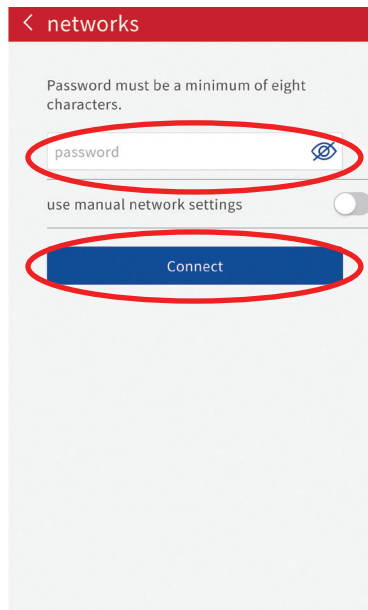 networks
Password must be a minimum of eight
characters.
password
use manual network settings
Connect